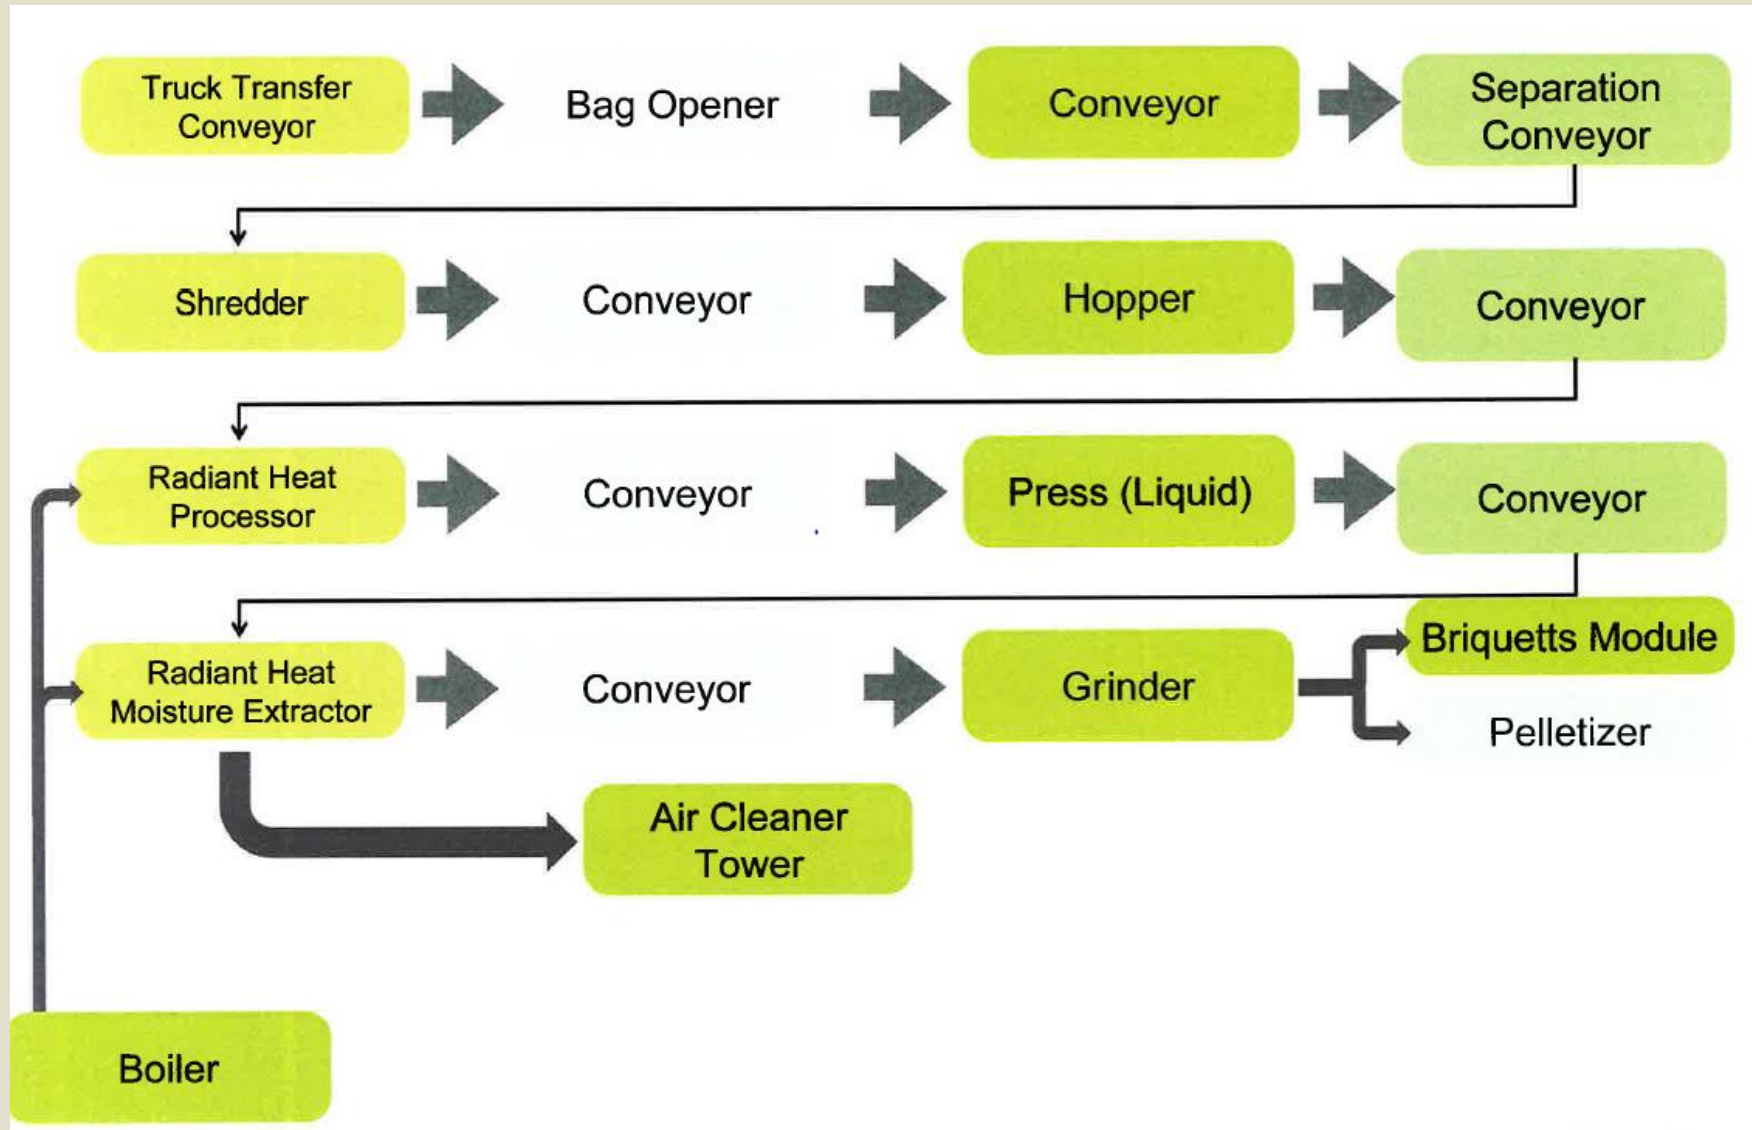 Truck Transfer
Conveyor
Bag Opener
Conveyor
Separation
Conveyor
Shredder
Conveyor
Hopper
Conveyor
Radiant Heat
Processor
Conveyor
Press (Liquid)
Conveyor
Radiant Heat
Moisture Extractor
Conveyor
Grinder
Briquetts Module
Pelletizer
Air Cleaner
Tower
Boiler